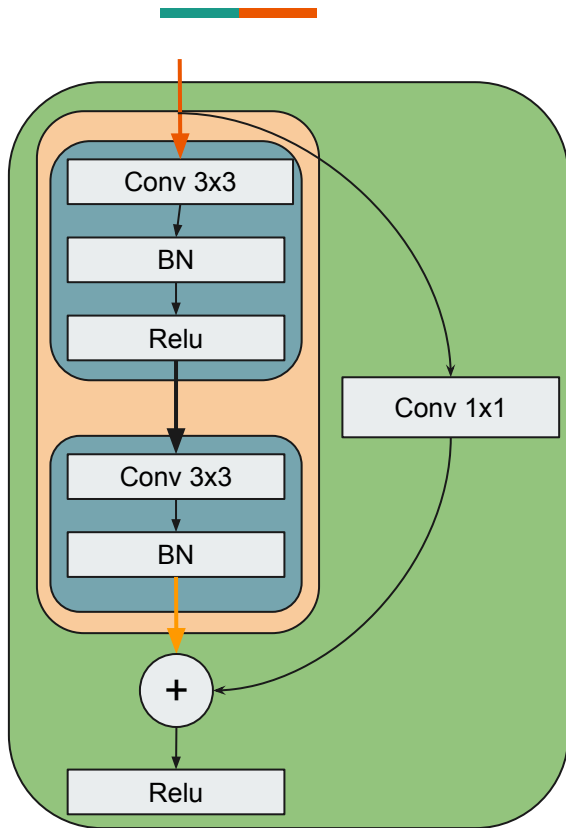 Conv 3x3
BN
Relu
Conv 1x1
Conv 3x3
BN
+
Relu